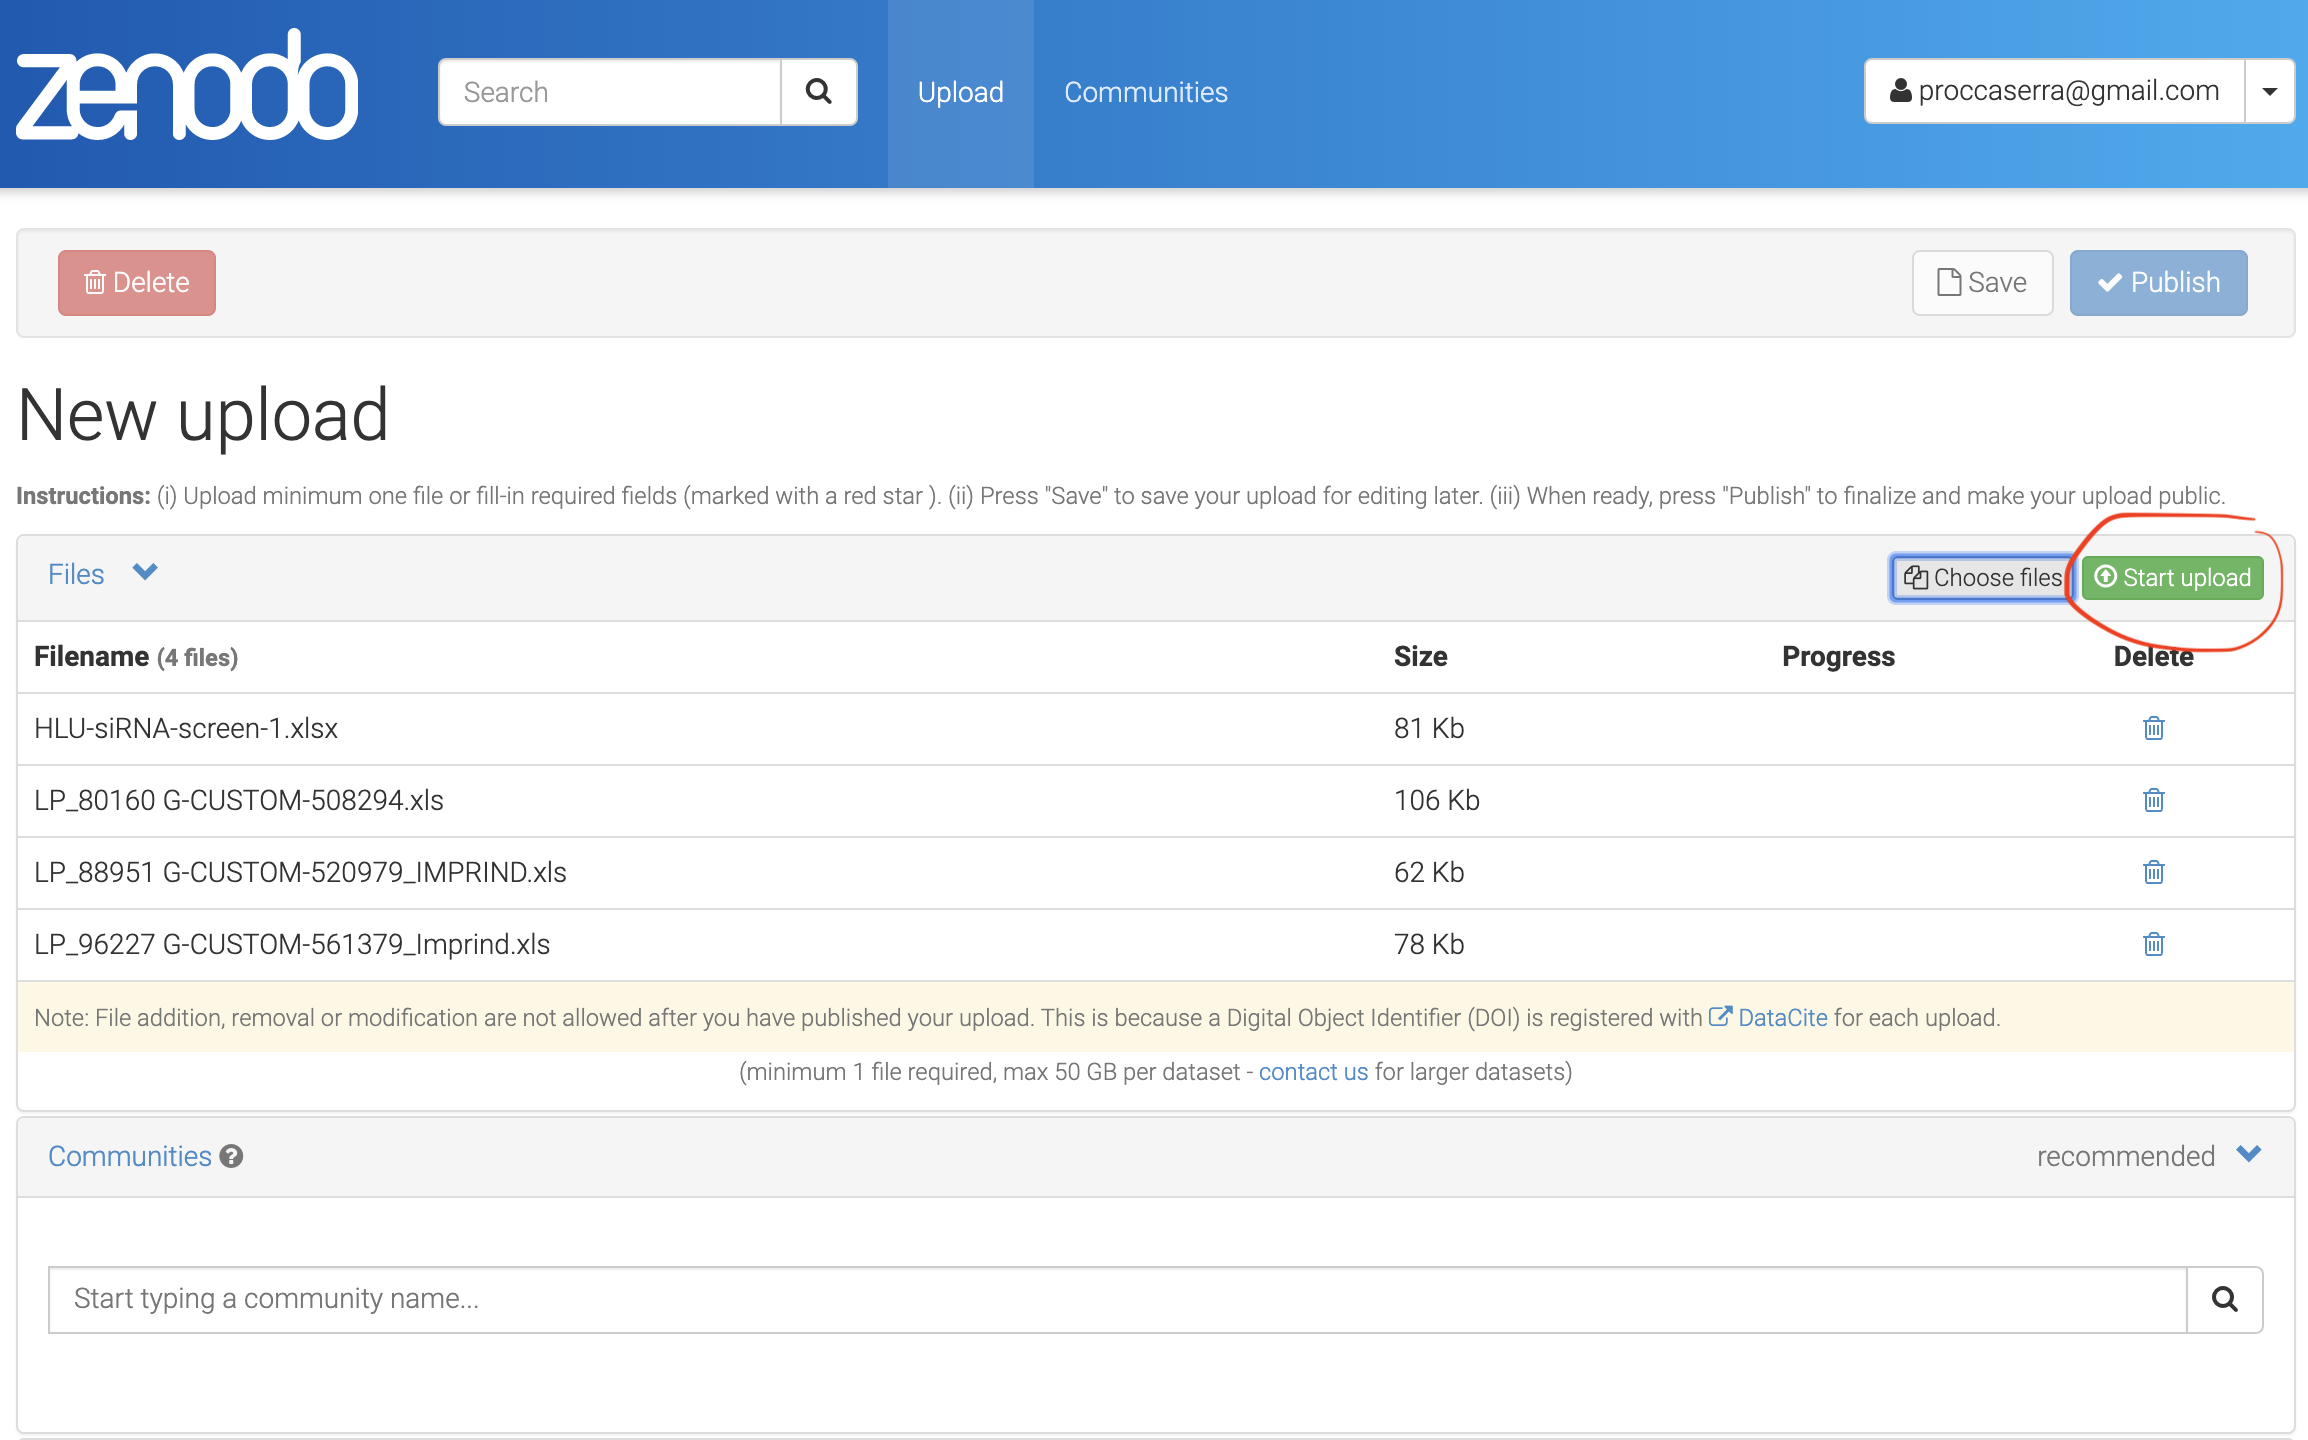 zenodo
Search
Upload
Communities
proccaserra@gmail.com
Delete
Save
Publish
New upload
Instructions: (i) Upload minimum one file or fill-in required fields (marked with a red star ). (ii) Press "Save" to save your upload for editing later. (iii) When ready, press "Publish" to finalize and make your upload public.
Files
Choose files
Start upload
Filename (4 files) Size Progress Delete
HLU-siRNA-screen-1.xlsx 81 Kb
LP_80160 G-CUSTOM-508294.xls 106 Kb
LP_88951 G-CUSTOM-520979_IMPRIND.xls 62 Kb
LP_96227 G-CUSTOM-561379_Imprind.xls 78 Kb
Note: File addition, removal or modification are not allowed after you have published your upload. This is because a Digital Object Identifier (DOI) is registered with DataCite for each upload.
(minimum 1 file required, max 50 GB per dataset - contact us for larger datasets)
Communities ?
recommended
Start typing a community name...